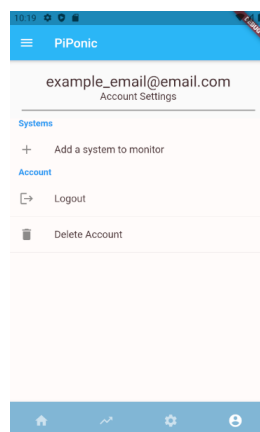 10:19
PiPonic
example_email@email.com
Account Settings
Systems
Add a system to monitor
Account
Logout
Delete Account